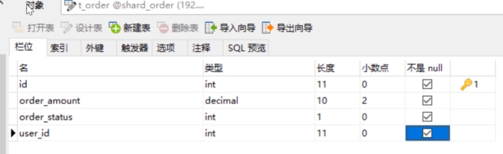 对象 t_order @shard_order (192....
打开表 设计表 新建表 删除表 导入向导 导出向导
栏位 索引 外键 触发器 选项 注释 SQL 预览
名 类型 长度 小数点 不是 null
id int 11 0 1
order_amount decimal 10 2
order_status int 1 0
user_id int 11 0